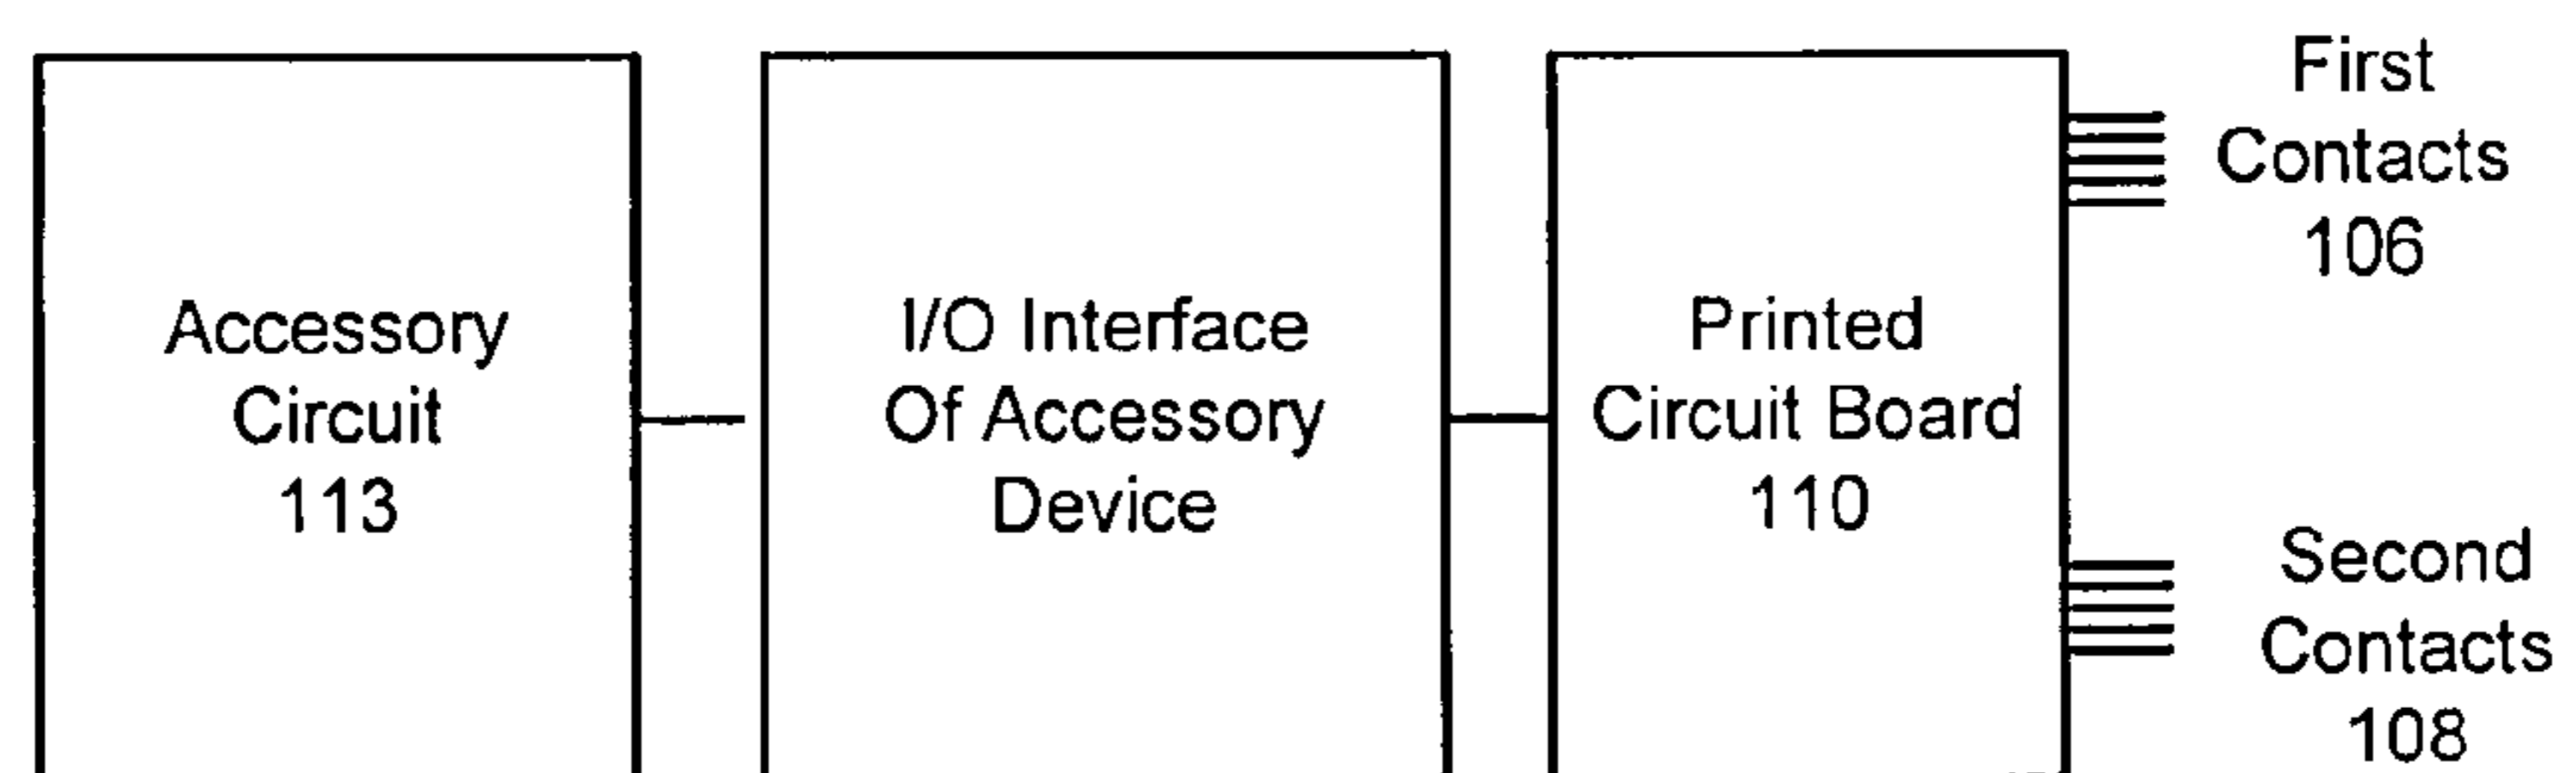 Accessory
Circuit
113
I/O Interface
Of Accessory
Device
Printed
Circuit Board
110
First
Contacts
106
Second
Contacts
108